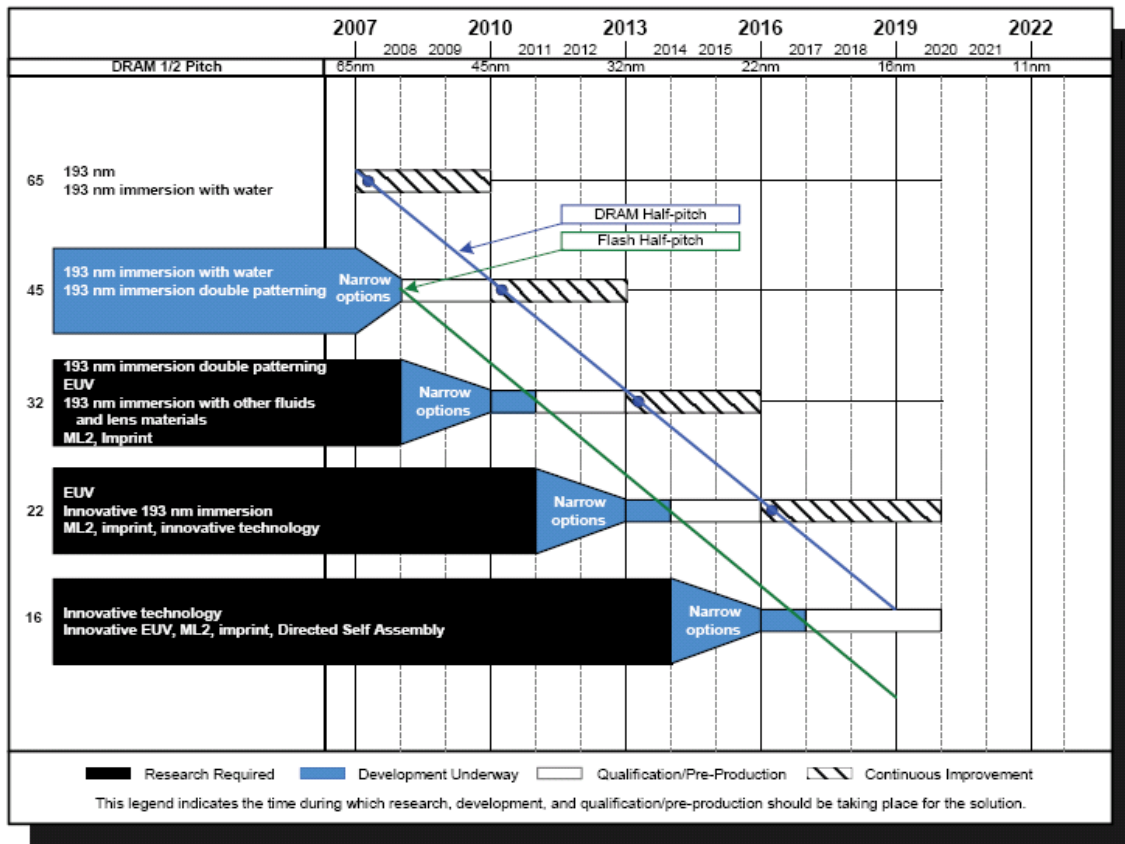 2007 2010 2013 2016 2019 2022
2008 2009 2011 2012 2014 2015 2017 2018 2020 2021
DRAM 1/2 Pitch 65nm 45nm 32nm 22nm 16nm 11nm
65
193 nm
193 nm immersion with water
DRAM Half-pitch
Flash Half-pitch
45
193 nm immersion with water
193 nm immersion double patterning
Narrow
options
32
193 nm immersion double patterning
EUV
193 nm immersion with other fluids
and lens materials
ML2, Imprint
Narrow
options
22
EUV
Innovative 193 nm immersion
ML2, imprint, innovative technology
Narrow
options
16
Innovative technology
Innovative EUV, ML2, imprint, Directed Self Assembly
Narrow
options
Research Required Development Underway Qualification/Pre-Production Continuous Improvement
This legend indicates the time during which research, development, and qualification/pre-production should be taking place for the solution.